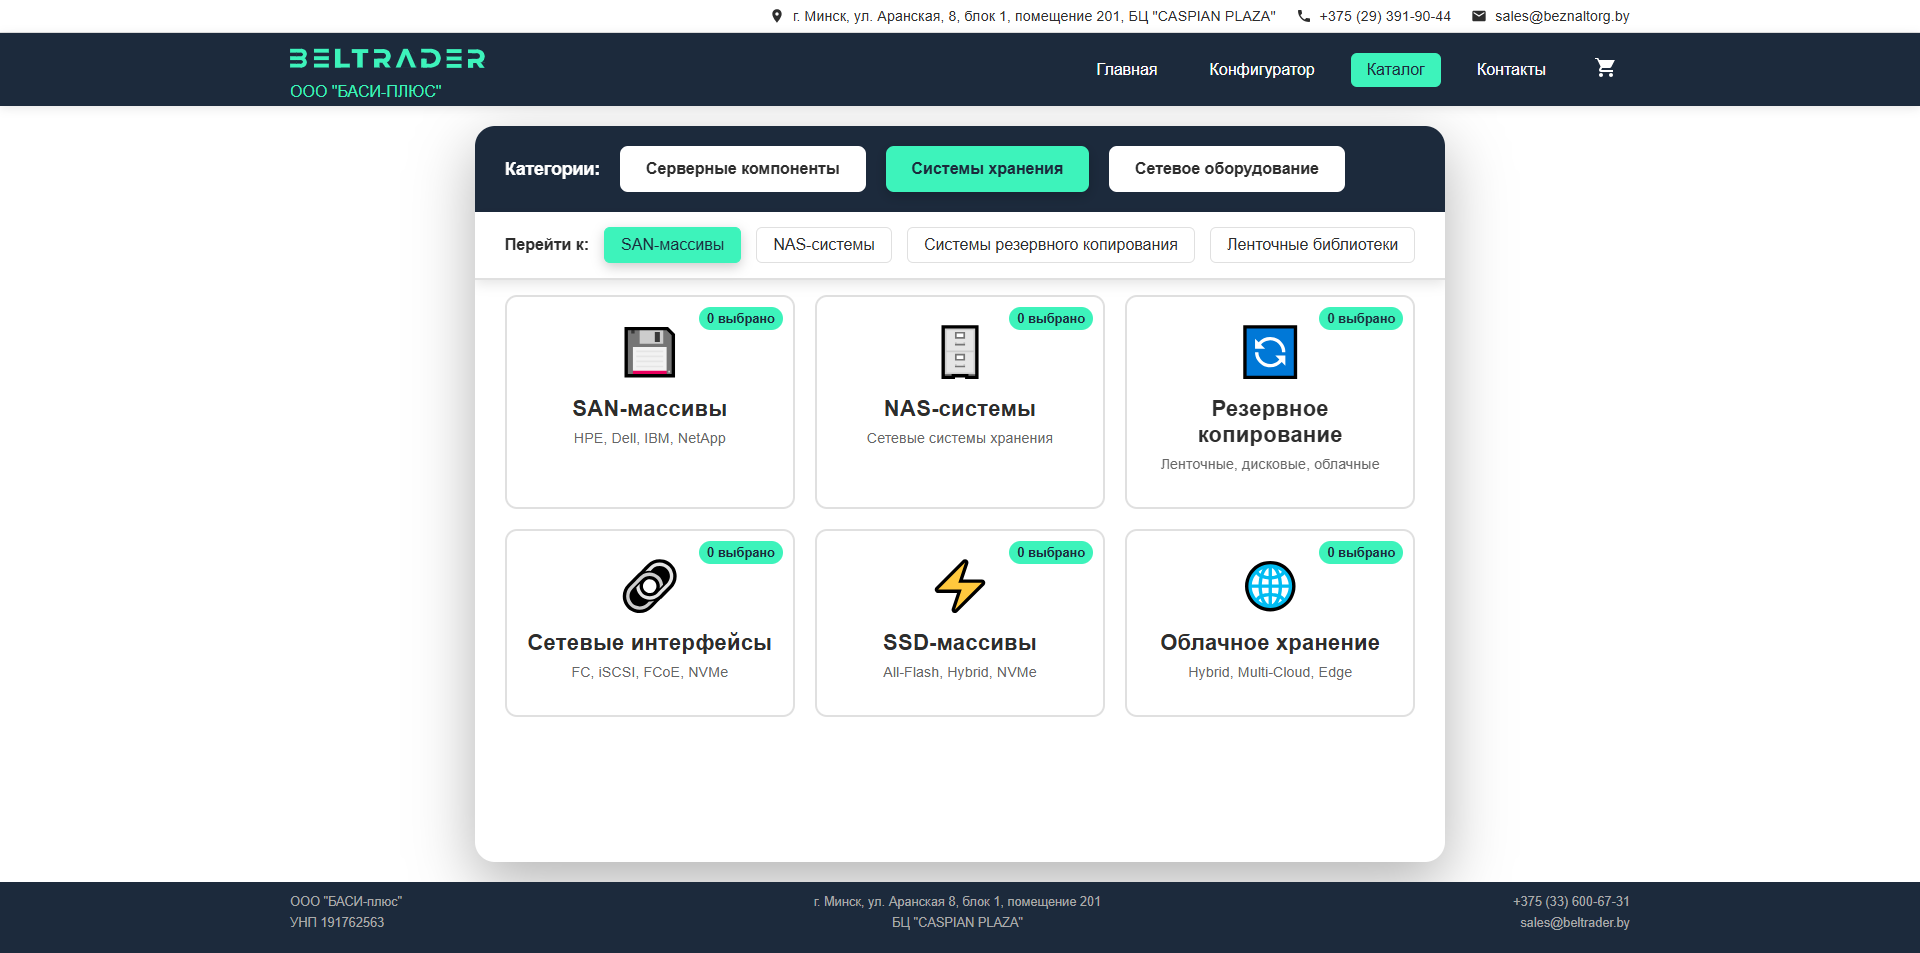 г. Минск, ул. Аранская, 8, блок 1, помещение 201, БЦ "CASPIAN PLAZA" +375 (29) 391-90-44 sales@beznaltorg.by
BELTRADER
ООО "БАСИ-ПЛЮС"
Главная Конфигуратор Каталог Контакты
Категории: Серверные компоненты Системы хранения Сетевое оборудование
Перейти к: SAN-массивы NAS-системы Системы резервного копирования Ленточные библиотеки
0 выбрано
SAN-массивы
HPE, Dell, IBM, NetApp
0 выбрано
NAS-системы
Сетевые системы хранения
0 выбрано
Резервное
копирование
Ленточные, дисковые, облачные
0 выбрано
Сетевые интерфейсы
FC, iSCSI, FCoE, NVMe
0 выбрано
SSD-массивы
All-Flash, Hybrid, NVMe
0 выбрано
Облачное хранение
Hybrid, Multi-Cloud, Edge
ООО "БАСИ-плюс"
УНП 191762563
г. Минск, ул. Аранская 8, блок 1, помещение 201
БЦ "CASPIAN PLAZA"
+375 (33) 600-67-31
sales@beltrader.by